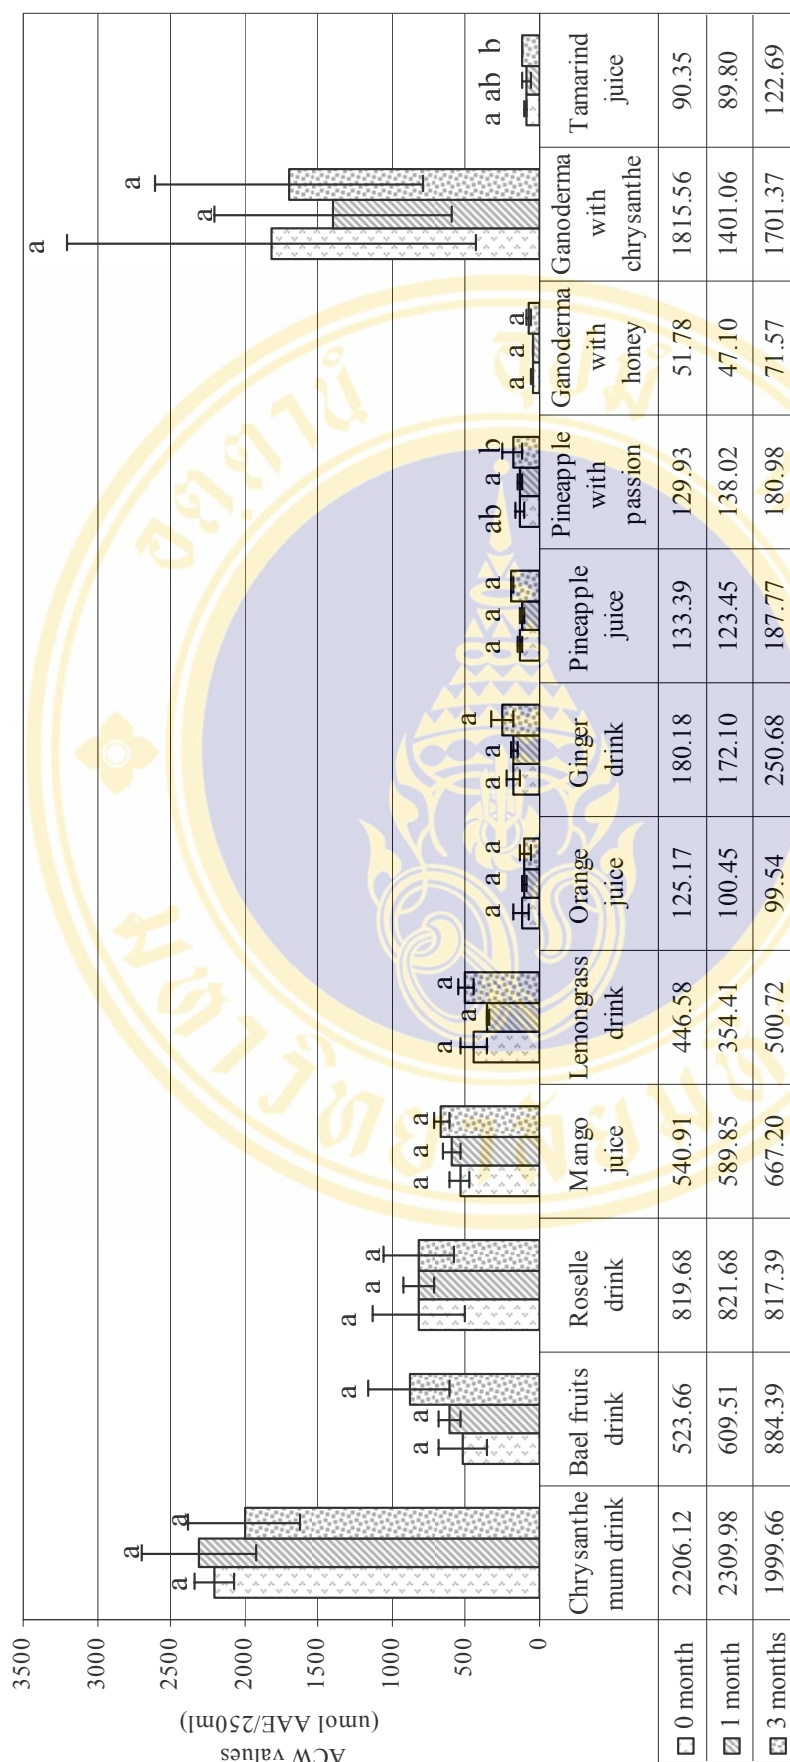 ACW values
(umol AAE/250ml)
3500
3000
2500
2000
1500
1000
500
0
a a a
a a a
a a a
a a a
a a a
a a a
a a a
a a a
ab a b
a a a
a a a
a ab b
Chrysanthe
mum drink
Bael fruits
drink
Roselle
drink
Mango
juice
Lemongrass
drink
Orange
juice
Ginger
drink
Pineapple
juice
Pineapple
with
passion
Ganoderma
with
honey
Ganoderma
with
chrysanthe
Tamarind
juice
0 month 2206.12 523.66 819.68 540.91 446.58 125.17 180.18 133.39 129.93 51.78 1815.56 90.35
1 month 2309.98 609.51 821.68 589.85 354.41 100.45 172.10 123.45 138.02 47.10 1401.06 89.80
3 months 1999.66 884.39 817.39 667.20 500.72 99.54 250.68 187.77 180.98 71.57 1701.37 122.69